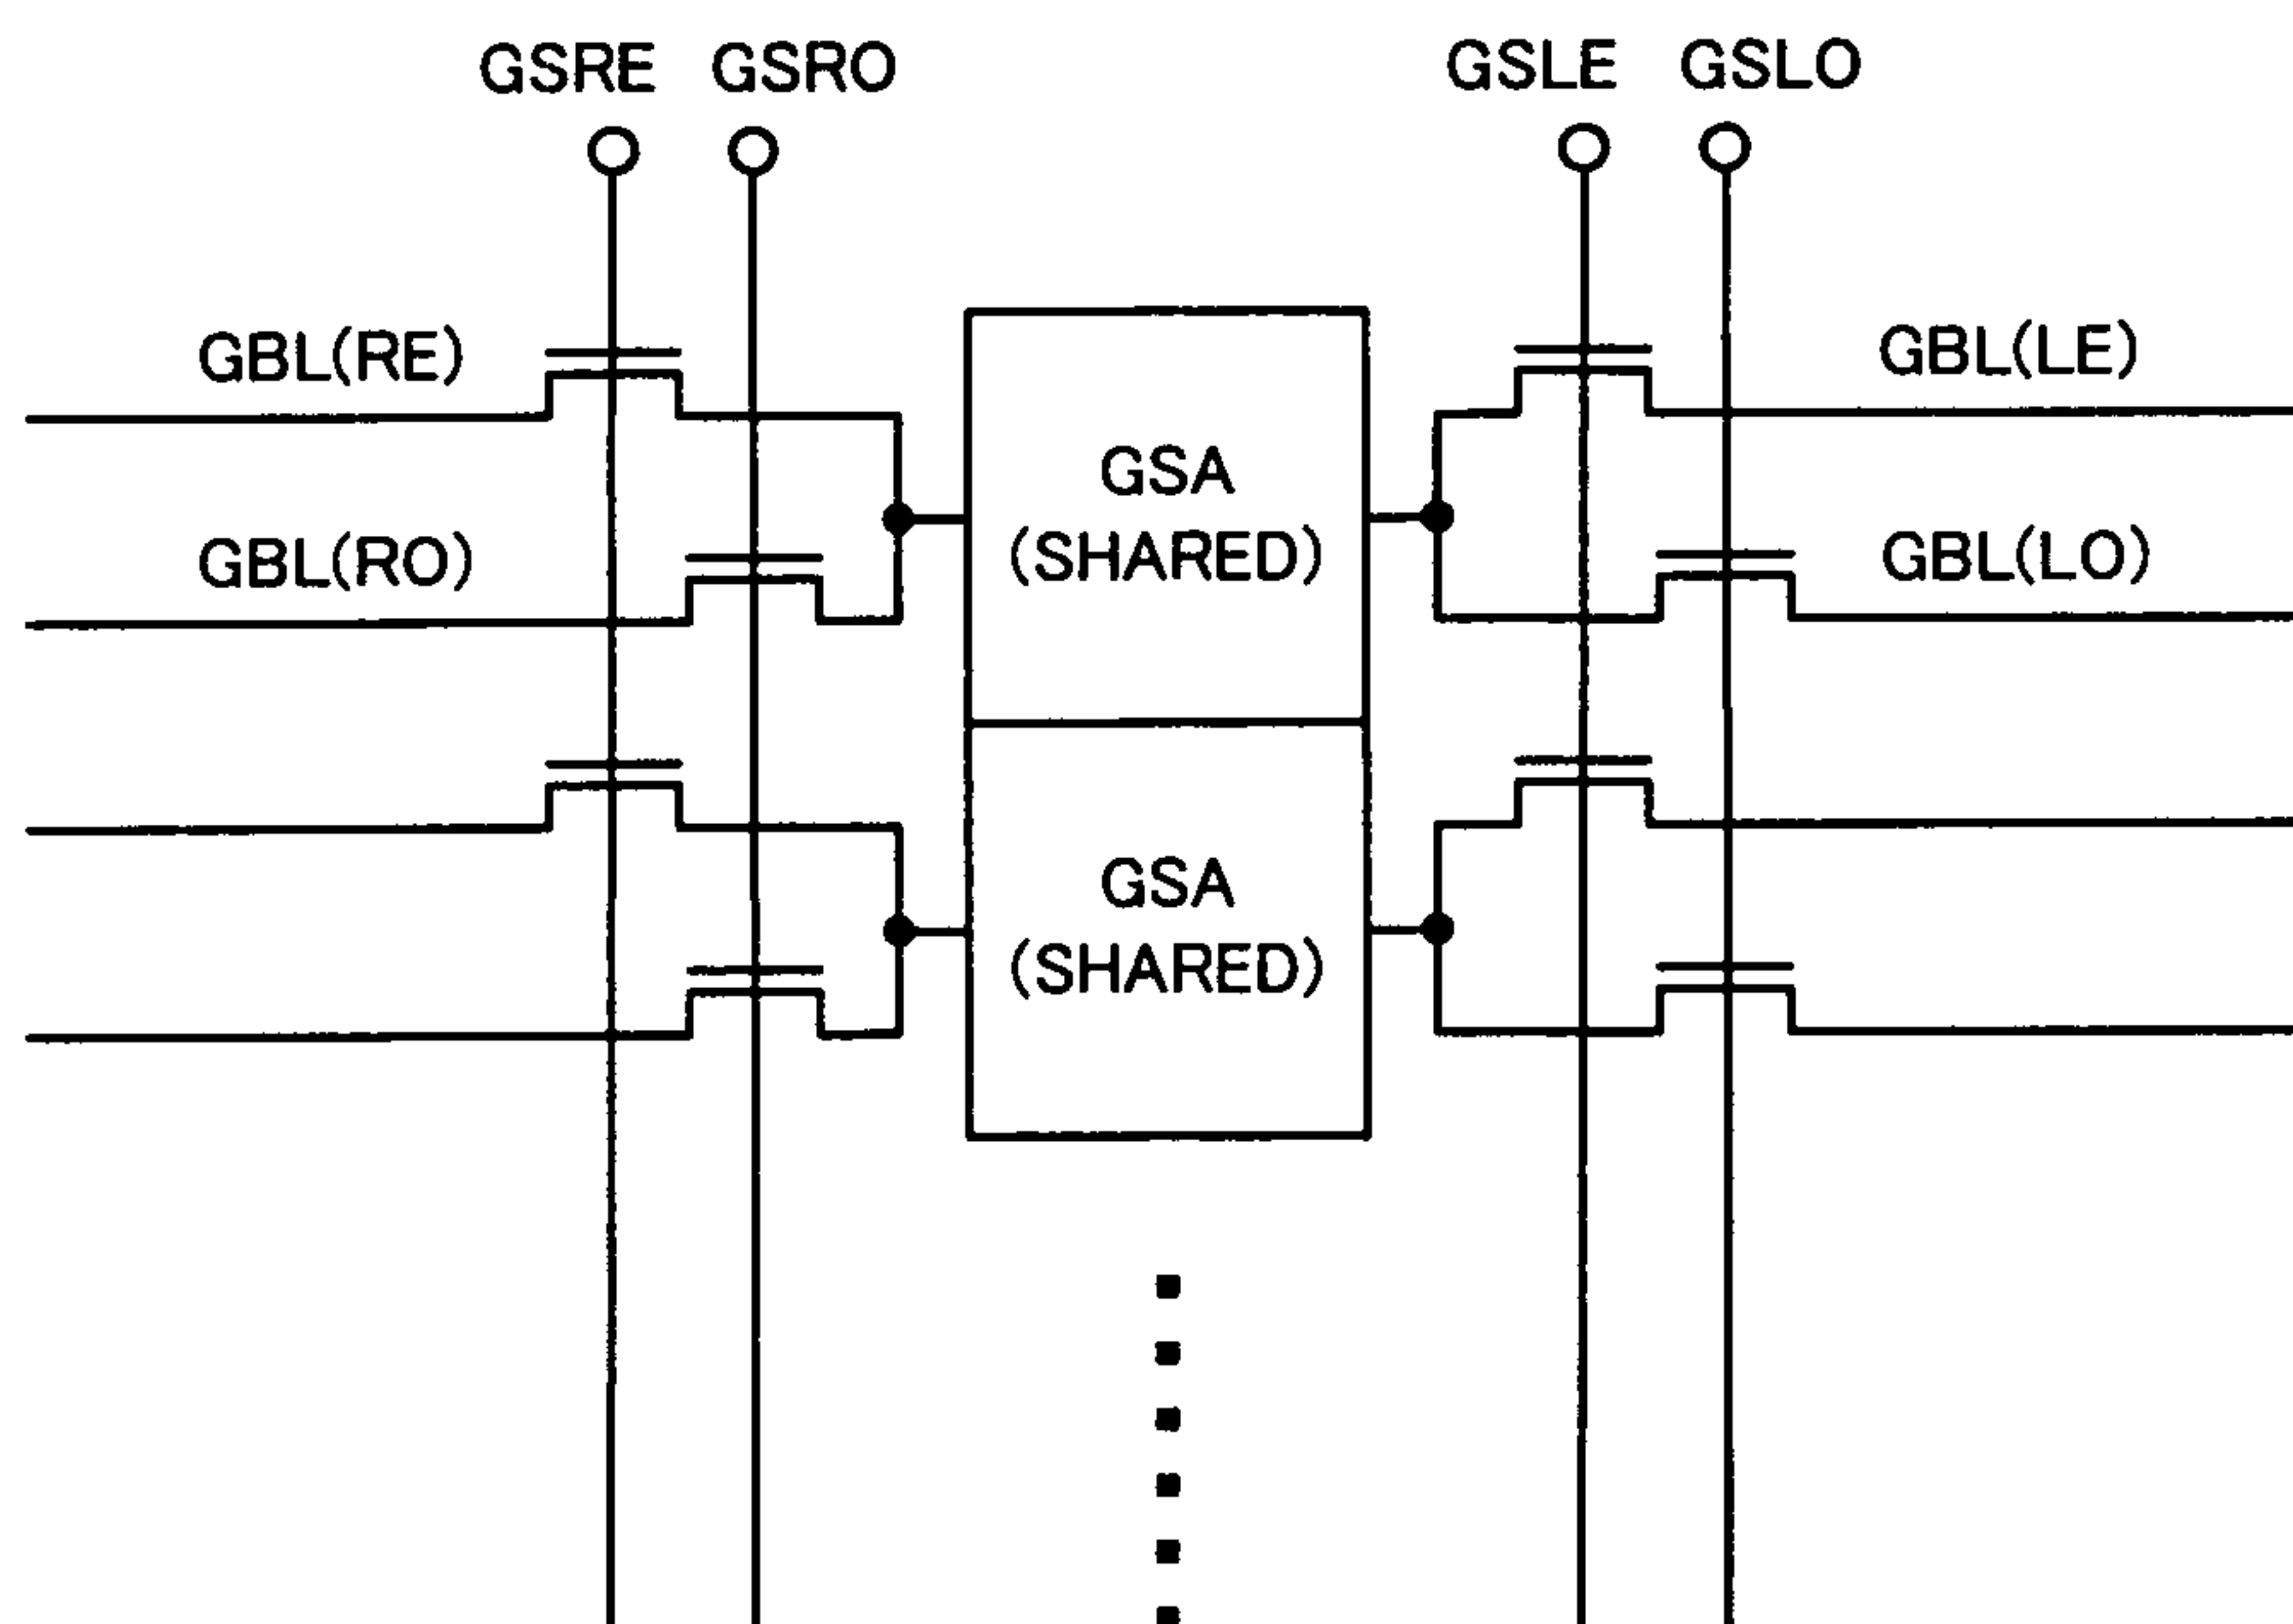 GSRE GSRO GSLE GSLO
GBL(RE) GBL(LE)
GSA
(SHARED)
GBL(RO) GBL(LO)
GSA
(SHARED)